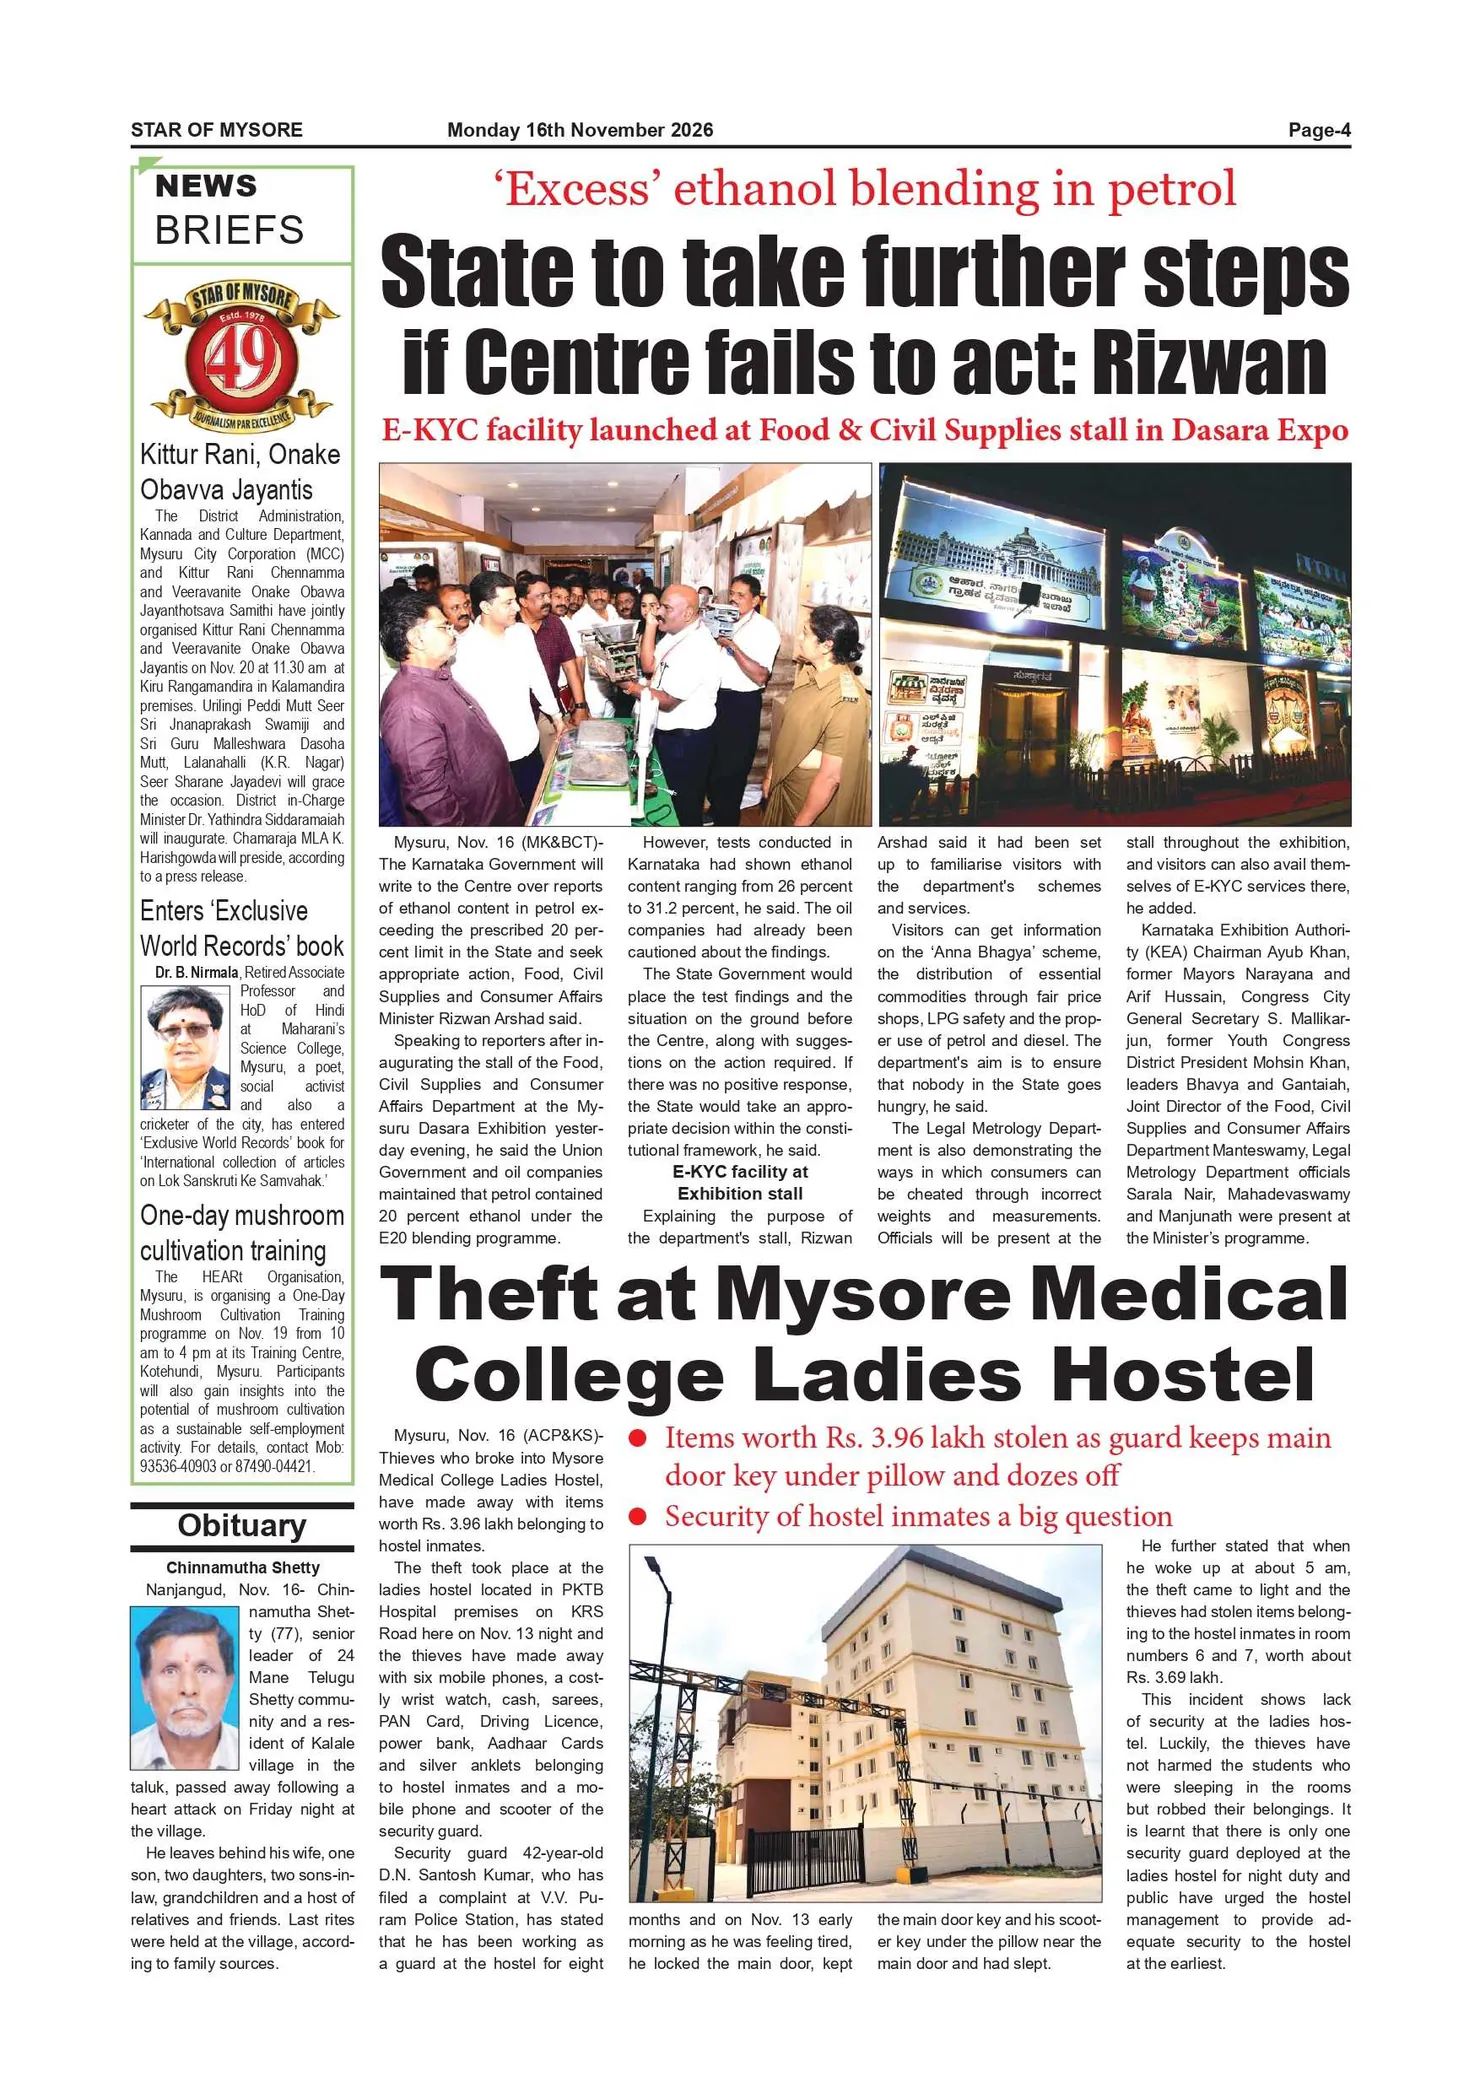 STAR OF MYSORE
Monday 16th November 2026
Page-4
NEWS
BRIEFS
STAR OF MYSORE
Estd. 1978
49
JOURNALISM PAR EXCELLENCE
Kittur Rani, Onake
Obavva Jayantis
The District Administration,
Kannada and Culture Department,
Mysuru City Corporation (MCC)
and Kittur Rani Chennamma
and Veeravanite Onake Obavva
Jayanthotsava Samithi have jointly
organised Kittur Rani Chennamma
and Veeravanite Onake Obavva
Jayantis on Nov. 20 at 11.30 am at
Kiru Rangamandira in Kalamandira
premises. Urilingi Peddi Mutt Seer
Sri Jnanaprakash Swamiji and
Sri Guru Malleshwara Dasoha
Mutt, Lalanahalli (K.R. Nagar)
Seer Sharane Jayadevi will grace
the occasion. District in-Charge
Minister Dr. Yathindra Siddaramaiah
will inaugurate. Chamaraja MLA K.
Harishgowda will preside, according
to a press release.
Enters ‘Exclusive
World Records’ book
Dr. B. Nirmala, Retired Associate
Professor and
HoD of Hindi
at Maharani’s
Science College,
Mysuru, a poet,
social activist
and also a
cricketer of the city, has entered
‘Exclusive World Records’ book for
‘International collection of articles
on Lok Sanskruti Ke Samvahak.’
One-day mushroom
cultivation training
The HEARt Organisation,
Mysuru, is organising a One-Day
Mushroom Cultivation Training
programme on Nov. 19 from 10
am to 4 pm at its Training Centre,
Kotehundi, Mysuru. Participants
will also gain insights into the
potential of mushroom cultivation
as a sustainable self-employment
activity. For details, contact Mob:
93536-40903 or 87490-04421.
Obituary
Chinnamutha Shetty
Nanjangud, Nov. 16- Chin-
namutha Shet-
ty (77), senior
leader of 24
Mane Telugu
Shetty commu-
nity and a res-
ident of Kalale
village in the
taluk, passed away following a
heart attack on Friday night at
the village.
He leaves behind his wife, one
son, two daughters, two sons-in-
law, grandchildren and a host of
relatives and friends. Last rites
were held at the village, accord-
ing to family sources.
‘Excess’ ethanol blending in petrol
State to take further steps
if Centre fails to act: Rizwan
E-KYC facility launched at Food & Civil Supplies stall in Dasara Expo
ಆಹಾರ, ನಾಗರಿಕ ಸರಬರಾಜು
ಗ್ರಾಹಕ ವ್ಯವಹಾರಗಳ ಇಲಾಖೆ
ಸುಸ್ವಾಗತ
ಸಾರ್ವಜನಿಕ
ವಿತರಣಾ
ವ್ಯವಸ್ಥೆ
ಎಲ್.ಪಿ.ಜಿ
ಸುರಕ್ಷತೆ
ಆದ್ಯತೆ
Mysuru, Nov. 16 (MK&BCT)-
The Karnataka Government will
write to the Centre over reports
of ethanol content in petrol ex-
ceeding the prescribed 20 per-
cent limit in the State and seek
appropriate action, Food, Civil
Supplies and Consumer Affairs
Minister Rizwan Arshad said.
Speaking to reporters after in-
augurating the stall of the Food,
Civil Supplies and Consumer
Affairs Department at the My-
suru Dasara Exhibition yester-
day evening, he said the Union
Government and oil companies
maintained that petrol contained
20 percent ethanol under the
E20 blending programme.
However, tests conducted in
Karnataka had shown ethanol
content ranging from 26 percent
to 31.2 percent, he said. The oil
companies had already been
cautioned about the findings.
The State Government would
place the test findings and the
situation on the ground before
the Centre, along with sugges-
tions on the action required. If
there was no positive response,
the State would take an appro-
priate decision within the consti-
tutional framework, he said.
E-KYC facility at
Exhibition stall
Explaining the purpose of
the department's stall, Rizwan
Arshad said it had been set
up to familiarise visitors with
the department's schemes
and services.
Visitors can get information
on the ‘Anna Bhagya’ scheme,
the distribution of essential
commodities through fair price
shops, LPG safety and the prop-
er use of petrol and diesel. The
department's aim is to ensure
that nobody in the State goes
hungry, he said.
The Legal Metrology Depart-
ment is also demonstrating the
ways in which consumers can
be cheated through incorrect
weights and measurements.
Officials will be present at the
stall throughout the exhibition,
and visitors can also avail them-
selves of E-KYC services there,
he added.
Karnataka Exhibition Authori-
ty (KEA) Chairman Ayub Khan,
former Mayors Narayana and
Arif Hussain, Congress City
General Secretary S. Mallikar-
jun, former Youth Congress
District President Mohsin Khan,
leaders Bhavya and Gantaiah,
Joint Director of the Food, Civil
Supplies and Consumer Affairs
Department Manteswamy, Legal
Metrology Department officials
Sarala Nair, Mahadevaswamy
and Manjunath were present at
the Minister’s programme.
Theft at Mysore Medical
College Ladies Hostel
Items worth Rs. 3.96 lakh stolen as guard keeps main
door key under pillow and dozes off
Security of hostel inmates a big question
Mysuru, Nov. 16 (ACP&KS)-
Thieves who broke into Mysore
Medical College Ladies Hostel,
have made away with items
worth Rs. 3.96 lakh belonging to
hostel inmates.
The theft took place at the
ladies hostel located in PKTB
Hospital premises on KRS
Road here on Nov. 13 night and
the thieves have made away
with six mobile phones, a cost-
ly wrist watch, cash, sarees,
PAN Card, Driving Licence,
power bank, Aadhaar Cards
and silver anklets belonging
to hostel inmates and a mo-
bile phone and scooter of the
security guard.
Security guard 42-year-old
D.N. Santosh Kumar, who has
filed a complaint at V.V. Pu-
ram Police Station, has stated
that he has been working as
a guard at the hostel for eight
months and on Nov. 13 early
morning as he was feeling tired,
he locked the main door, kept
the main door key and his scoot-
er key under the pillow near the
main door and had slept.
He further stated that when
he woke up at about 5 am,
the theft came to light and the
thieves had stolen items belong-
ing to the hostel inmates in room
numbers 6 and 7, worth about
Rs. 3.69 lakh.
This incident shows lack
of security at the ladies hos-
tel. Luckily, the thieves have
not harmed the students who
were sleeping in the rooms
but robbed their belongings. It
is learnt that there is only one
security guard deployed at the
ladies hostel for night duty and
public have urged the hostel
management to provide ad-
equate security to the hostel
at the earliest.